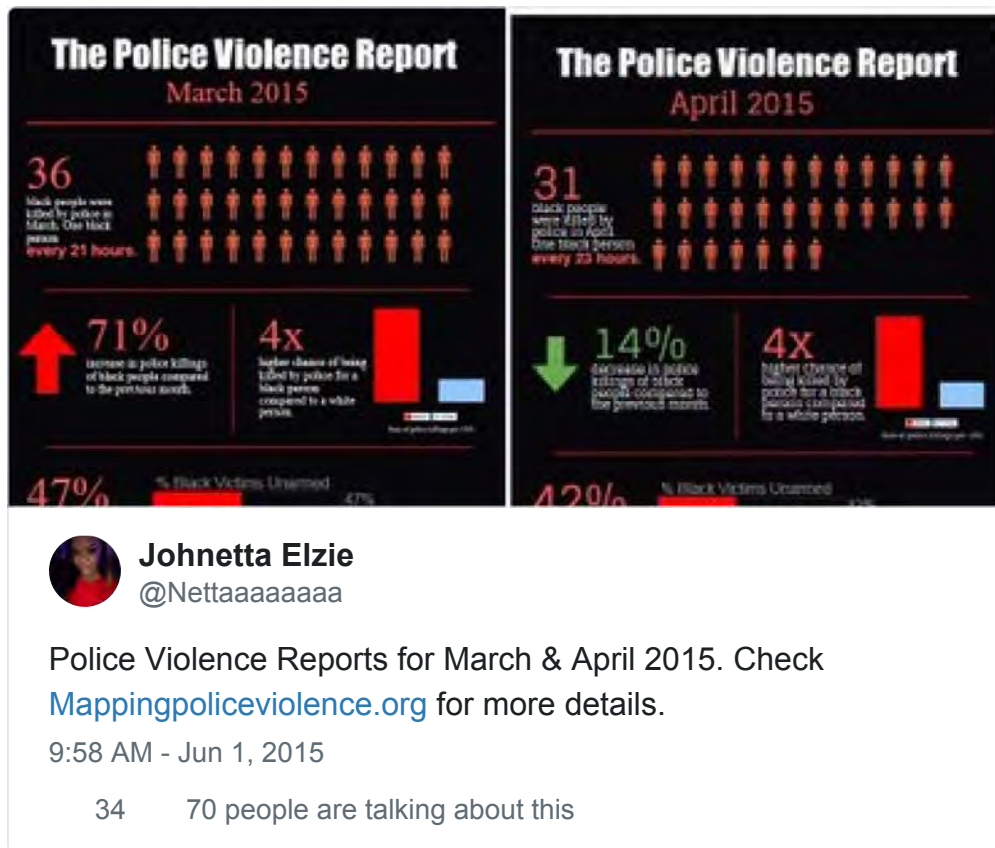 The Police Violence Report
March 2015
36
black people were
killed by police in
March. One black
person
every 21 hours.
71%
increase in police killings
of black people compared
to the previous month.
4x
higher chance of being
killed by police for a
black person
compared to a white
person.
47%
% Black Victims Unarmed
47%
The Police Violence Report
April 2015
31
black people
were killed by
police in April.
One black person
every 23 hours.
14%
decrease in police
killings of black
people compared to
the previous month.
4x
higher chance of
being killed by
police for a black
person compared
to a white person.
42%
% Black Victims Unarmed
Johnetta Elzie
@Nettaaaaaaaa
Police Violence Reports for March & April 2015. Check
Mappingpoliceviolence.org for more details.
9:58 AM - Jun 1, 2015
34 70 people are talking about this